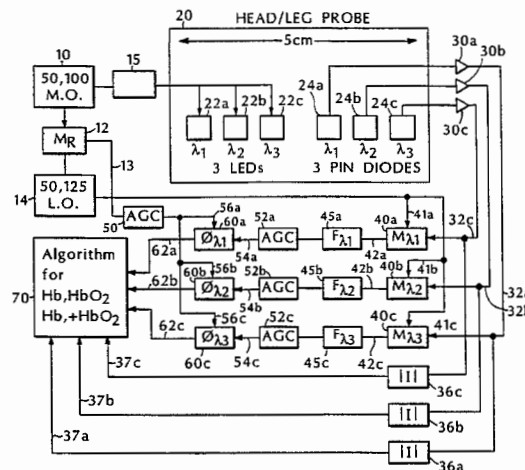 20
HEAD/LEG PROBE
5cm
30a
30b
10
15
50,100
M.O.
22a
22b
22c
24a
24b
24c
30c
λ1
λ2
λ3
λ1
λ2
λ3
3 LEDs
3 PIN DIODES
12
MR
13
50,125
L.O.
14
50
AGC
56a
60a
52a
45a
40a
41a
32c
Øλ1
AGC
Fλ1
Mλ1
62a
54a
42a
32a
Algorithm
for
Hb,HbO2
Hb,+HbO2
70
56b
60b
52b
45b
42b
40b
41b
62b
Øλ2
AGC
Fλ2
Mλ2
54b
62c
56c
52c
40c
41c
Øλ3
AGC
Fλ3
Mλ3
60c
54c
45c
42c
37c
|I|
36c
37b
|I|
36b
37a
|I|
36a